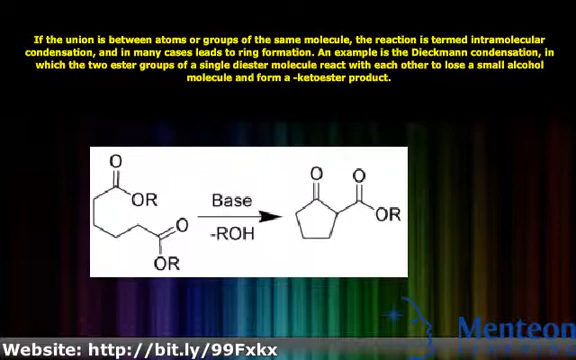 If the union is between atoms or groups of the same molecule, the reaction is termed intramolecular
condensation, and in many cases leads to ring formation. An example is the Dieckmann condensation, in
which the two ester groups of a single diester molecule react with each other to lose a small alcohol
molecule and form a -ketoester product.
O
OR
O
OR
Base
-ROH
O
O
OR
Menteon
Website: http://bit.ly/99Fxkx